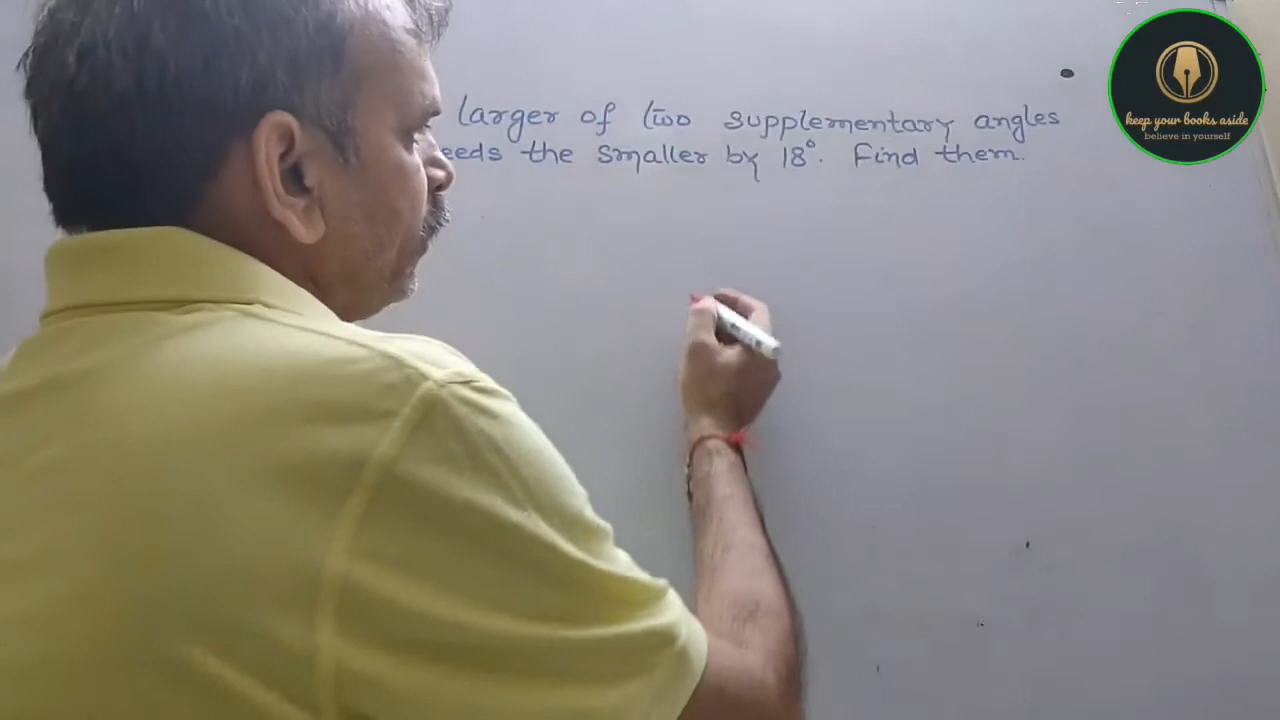 larger of two supplementary angles
eeds the smaller by 18°. Find them.
keep your books aside
believe in yourself